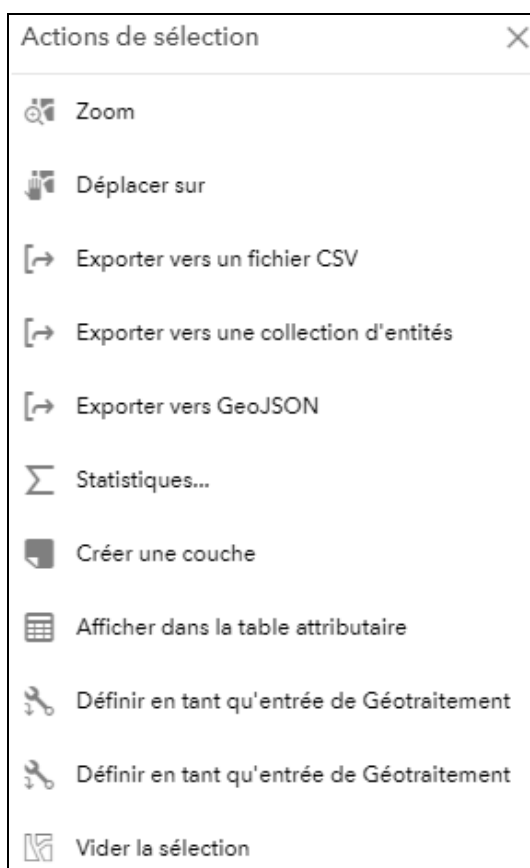 Actions de sélection
Zoom
Déplacer sur
Exporter vers un fichier CSV
Exporter vers une collection d'entités
Exporter vers GeoJSON
Statistiques...
Créer une couche
Afficher dans la table attributaire
Définir en tant qu'entrée de Géotraitement
Définir en tant qu'entrée de Géotraitement
Vider la sélection